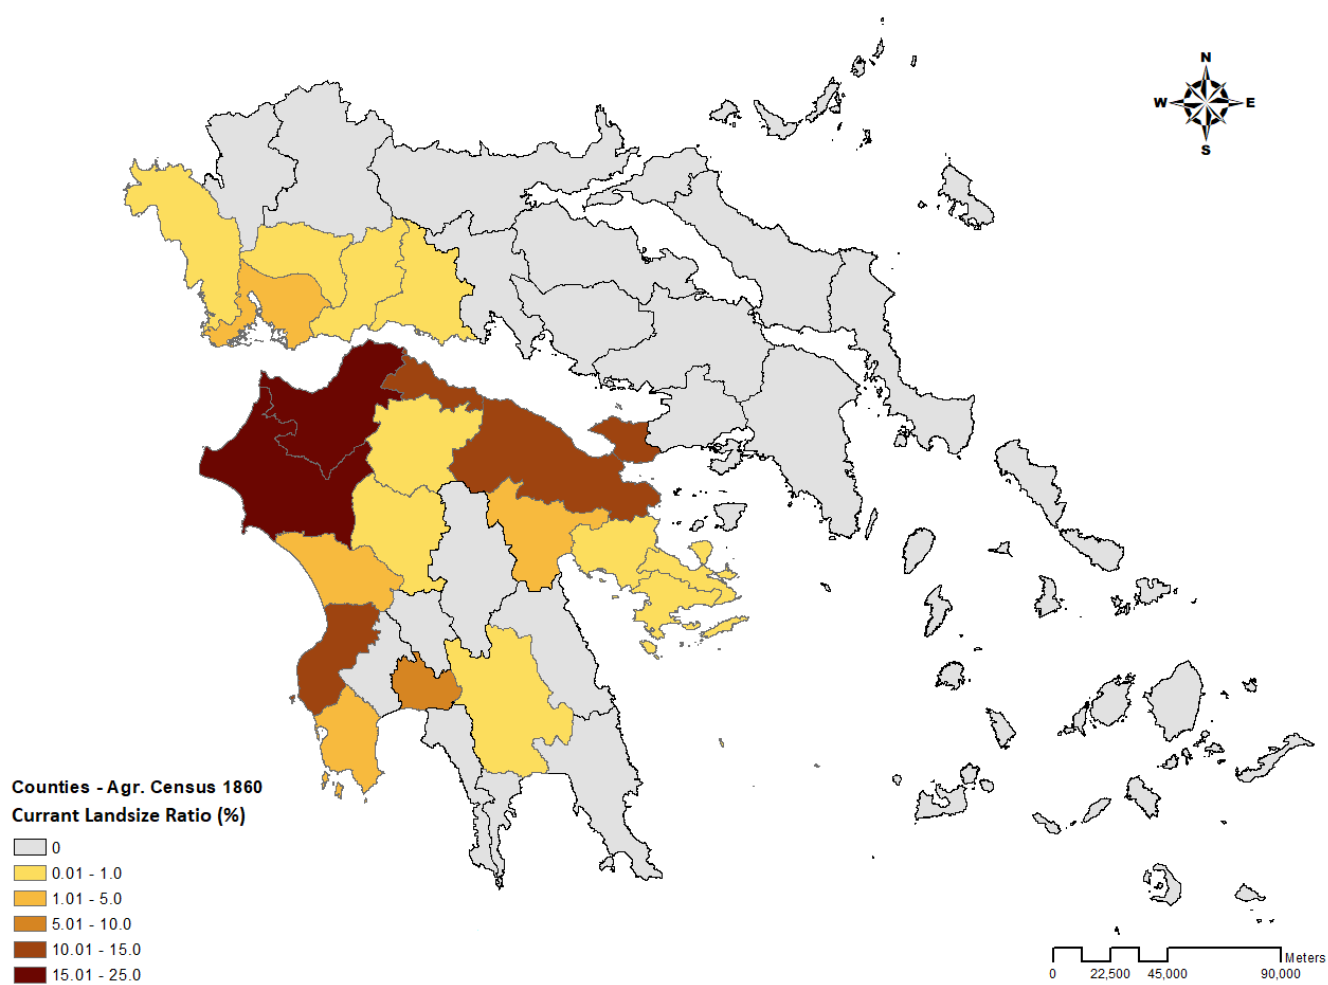 N
W E
S
Counties - Agr. Census 1860
Currant Landsize Ratio (%)
0
0.01 - 1.0
1.01 - 5.0
5.01 - 10.0
10.01 - 15.0
15.01 - 25.0
Meters
0 22,500 45,000 90,000